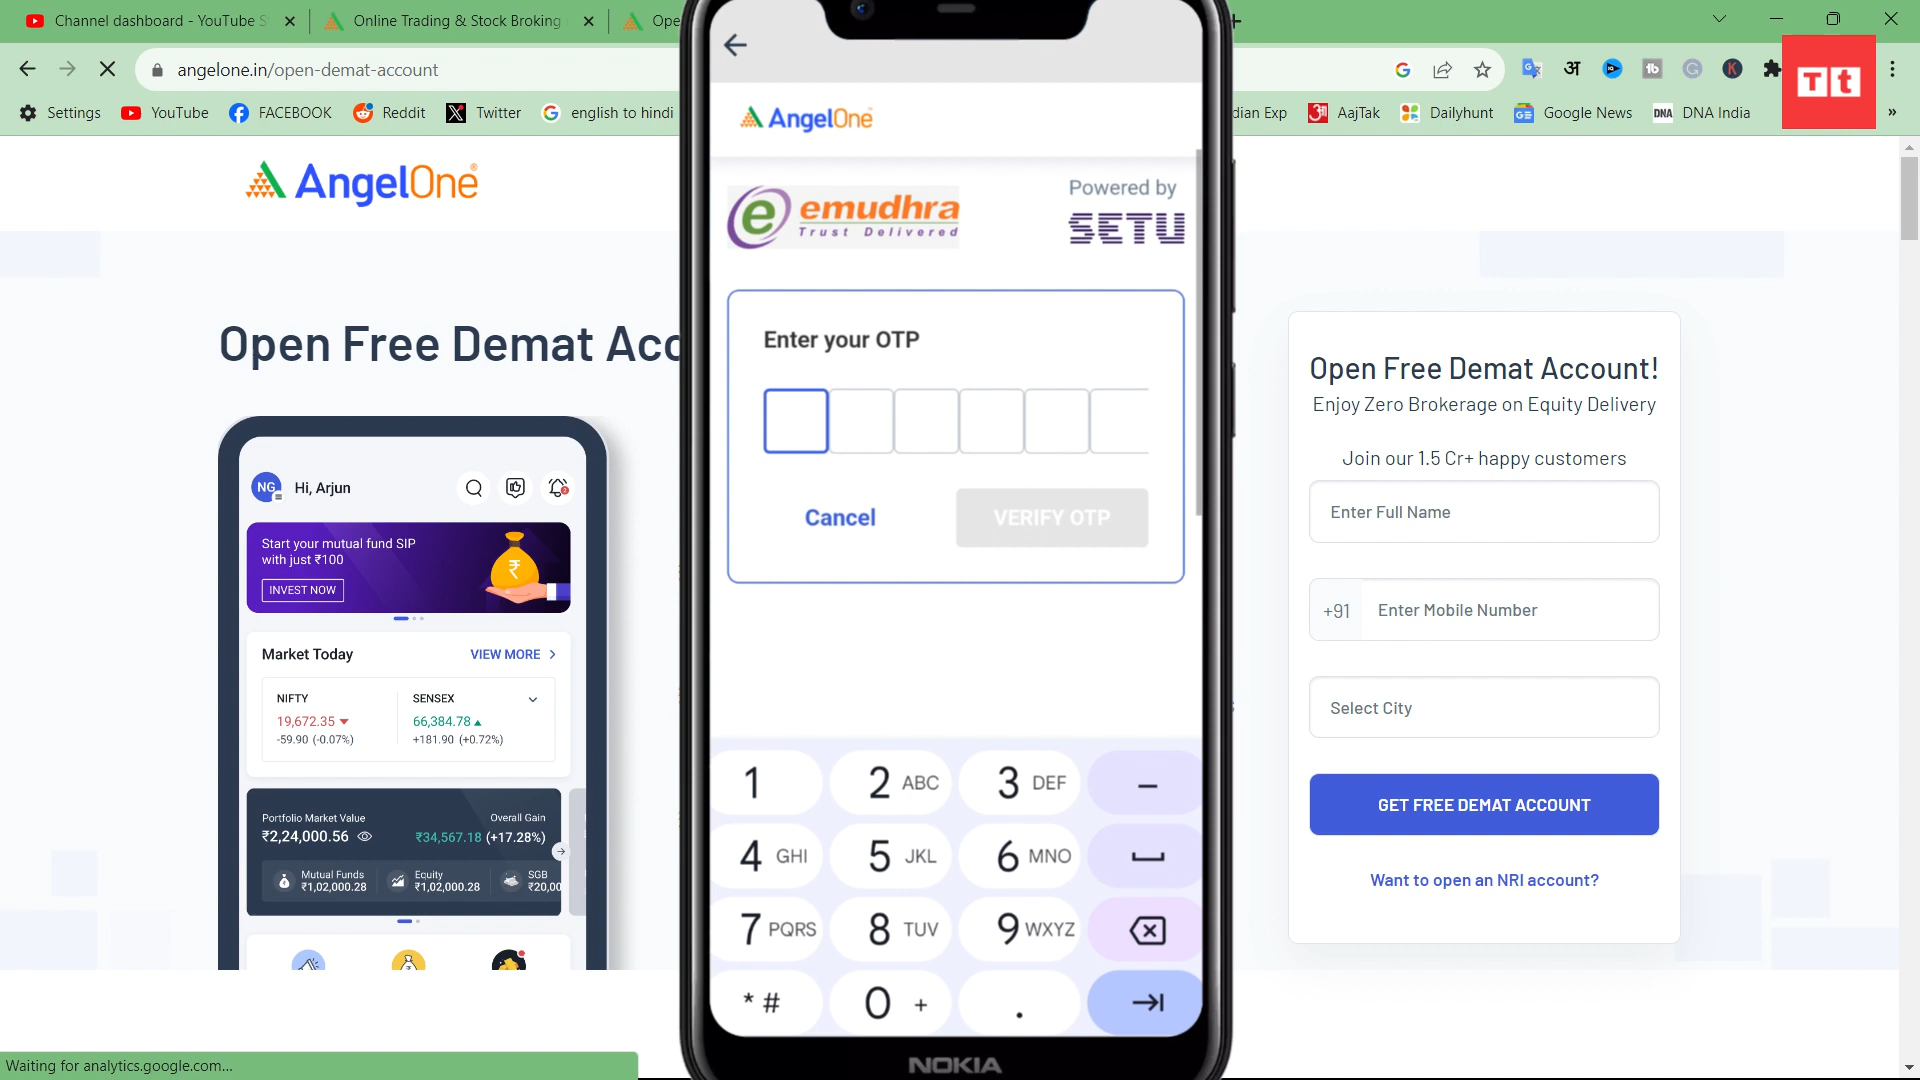 Channel dashboard - YouTube S
Online Trading & Stock Broking
Ope
angelone.in/open-demat-account
Settings
YouTube
FACEBOOK
Reddit
Twitter
english to hindi
dian Exp
AajTak
Dailyhunt
Google News
DNA India
Tt
AngelOne
Open Free Demat Acc
NG
Hi, Arjun
Start your mutual fund SIP
with just ₹100
INVEST NOW
Market Today
VIEW MORE
NIFTY
19,672.35
-59.90 (-0.07%)
SENSEX
66,384.78
+181.90 (+0.72%)
Portfolio Market Value
₹2,24,000.56
Overall Gain
₹34,567.18 (+17.28%)
Mutual Funds
₹1,02,000.28
Equity
₹1,02,000.28
SGB
₹20,00
AngelOne
emudhra
Trust Delivered
Powered by
SETU
Enter your OTP
Cancel
VERIFY OTP
1
2 ABC
3 DEF
–
4 GHI
5 JKL
6 MNO
7 PQRS
8 TUV
9 WXYZ
* #
0 +
.
NOKIA
Open Free Demat Account!
Enjoy Zero Brokerage on Equity Delivery
Join our 1.5 Cr+ happy customers
Enter Full Name
+91
Enter Mobile Number
Select City
GET FREE DEMAT ACCOUNT
Want to open an NRI account?
Waiting for analytics.google.com...